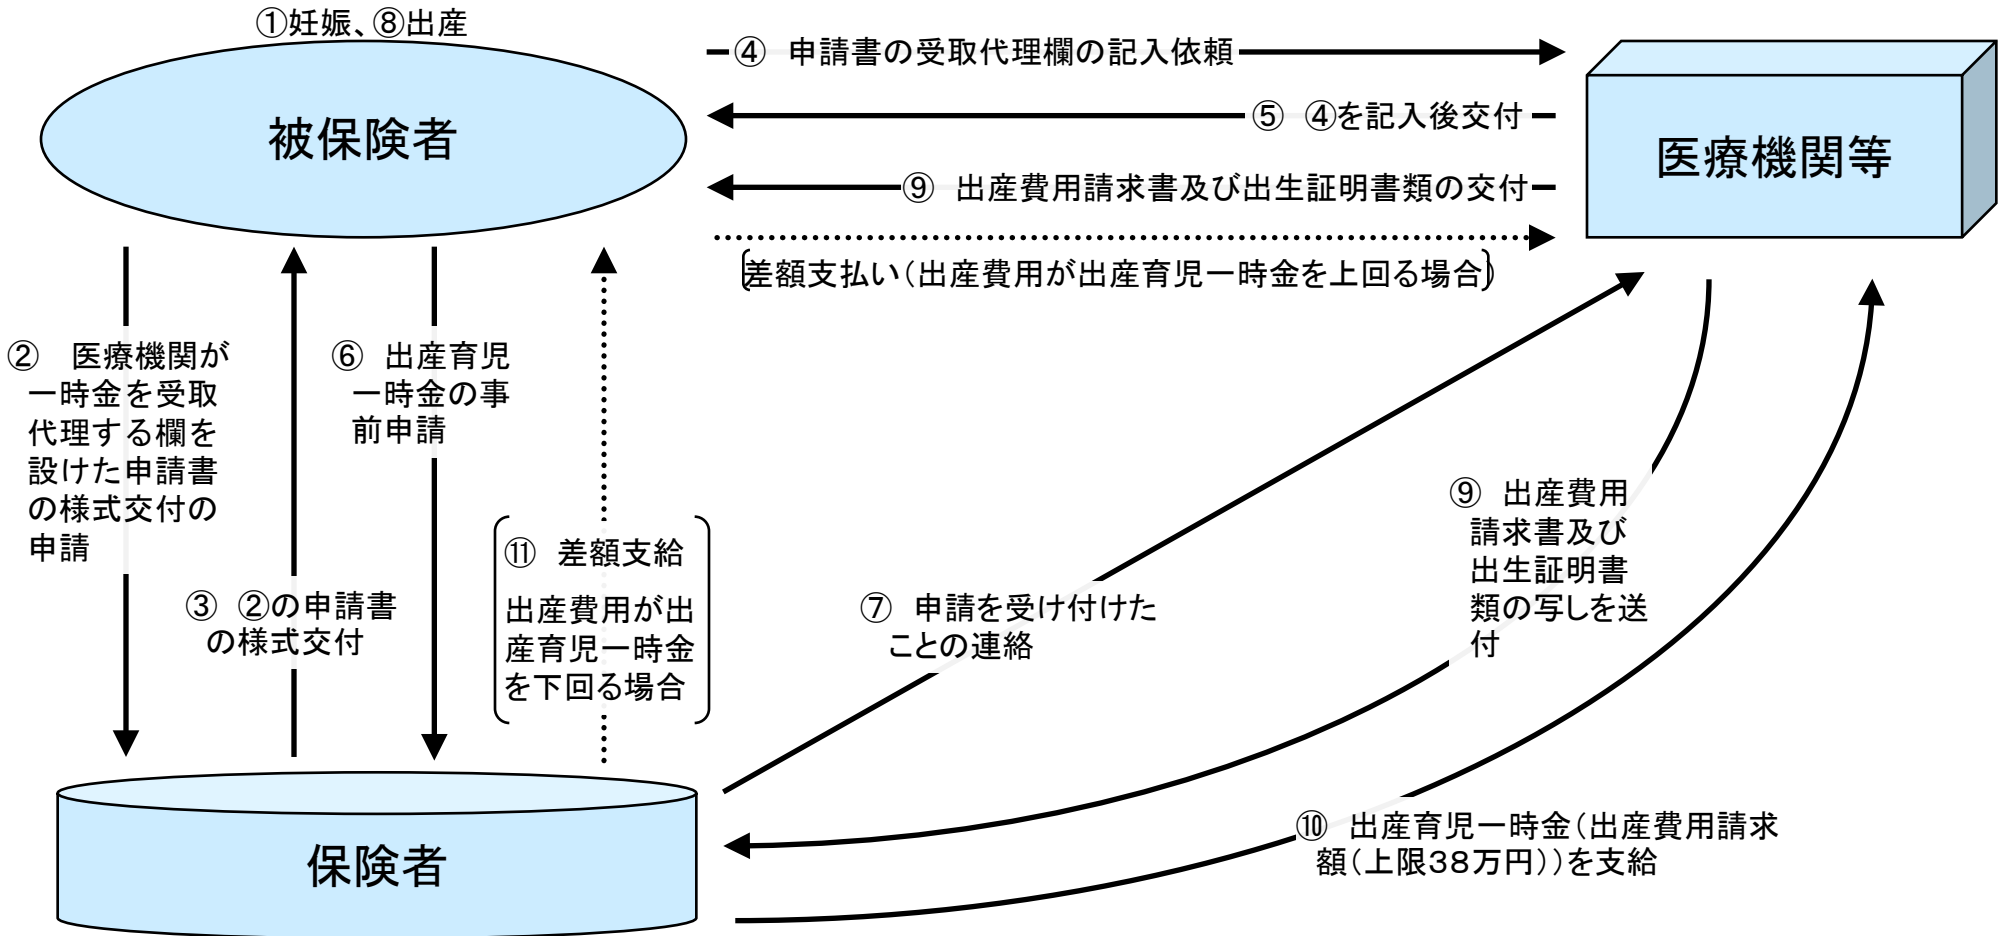 ①妊娠、⑧出産
被保険者
④ 申請書の受取代理欄の記入依頼
⑤ ④を記入後交付
⑨ 出産費用請求書及び出生証明書類の交付
差額支払い(出産費用が出産育児一時金を上回る場合)
医療機関等
② 医療機関が
一時金を受取
代理する欄を
設けた申請書
の様式交付の
申請
③ ②の申請書
の様式交付
⑥ 出産育児
一時金の事
前申請
⑪ 差額支給
出産費用が出
産育児一時金
を下回る場合
⑦ 申請を受け付けた
ことの連絡
⑨ 出産費用
請求書及び
出生証明書
類の写しを送
付
⑩ 出産育児一時金(出産費用請求
額(上限38万円))を支給
保険者